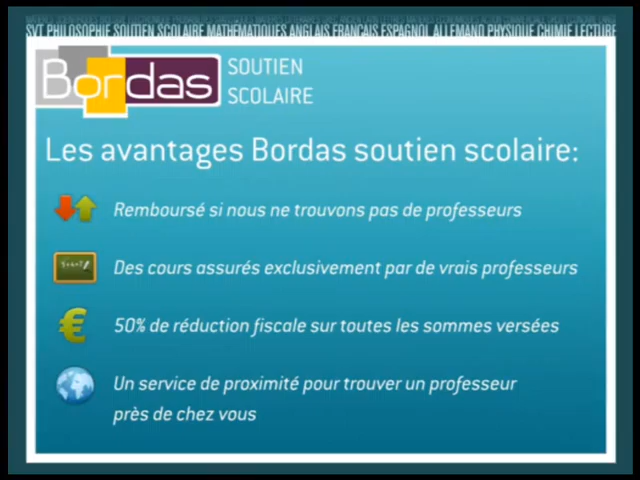 SVT PHILOSOPHIE SOUTIEN SCOLAIRE MATHÉMATIQUES ANGLAIS FRANÇAIS ESPAGNOL ALLEMAND PHYSIQUE CHIMIE LECTURE
Bordas SOUTIEN
SCOLAIRE
Les avantages Bordas soutien scolaire:
Remboursé si nous ne trouvons pas de professeurs
Des cours assurés exclusivement par de vrais professeurs
€ 50% de réduction fiscale sur toutes les sommes versées
Un service de proximité pour trouver un professeur
près de chez vous